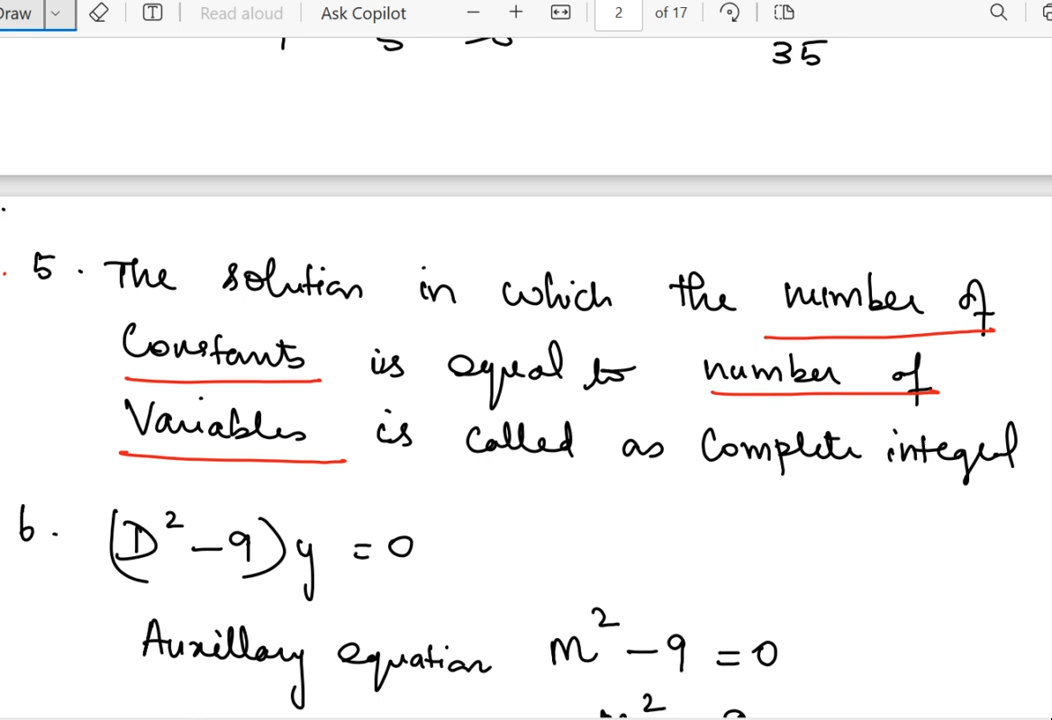 Draw Read aloud Ask Copilot 2 of 17
35
5. The solution in which the number of
Constants is equal to number of
Variables is called as Complete integral
6. (D² - 9)y = 0
Auxillary equation m² - 9 = 0